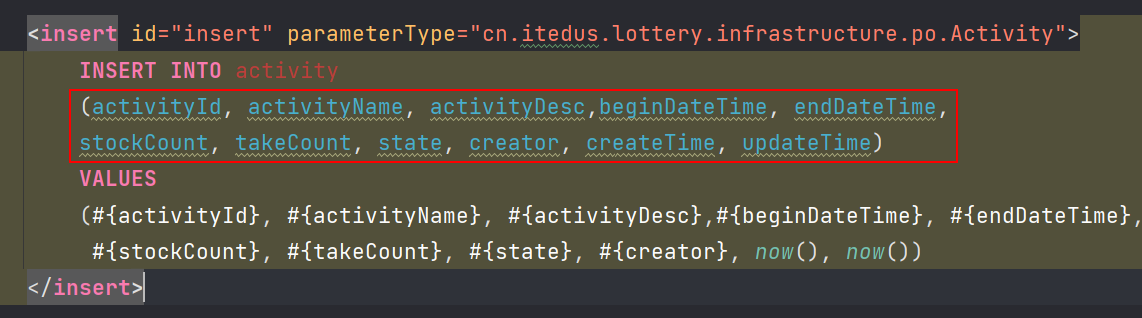 <insert id="insert" parameterType="cn.itedus.lottery.infrastructure.po.Activity">
INSERT INTO activity
(activityId, activityName, activityDesc,beginDateTime, endDateTime,
stockCount, takeCount, state, creator, createTime, updateTime)
VALUES
(#{activityId}, #{activityName}, #{activityDesc},#{beginDateTime}, #{endDateTime},
#{stockCount}, #{takeCount}, #{state}, #{creator}, now(), now())
</insert>